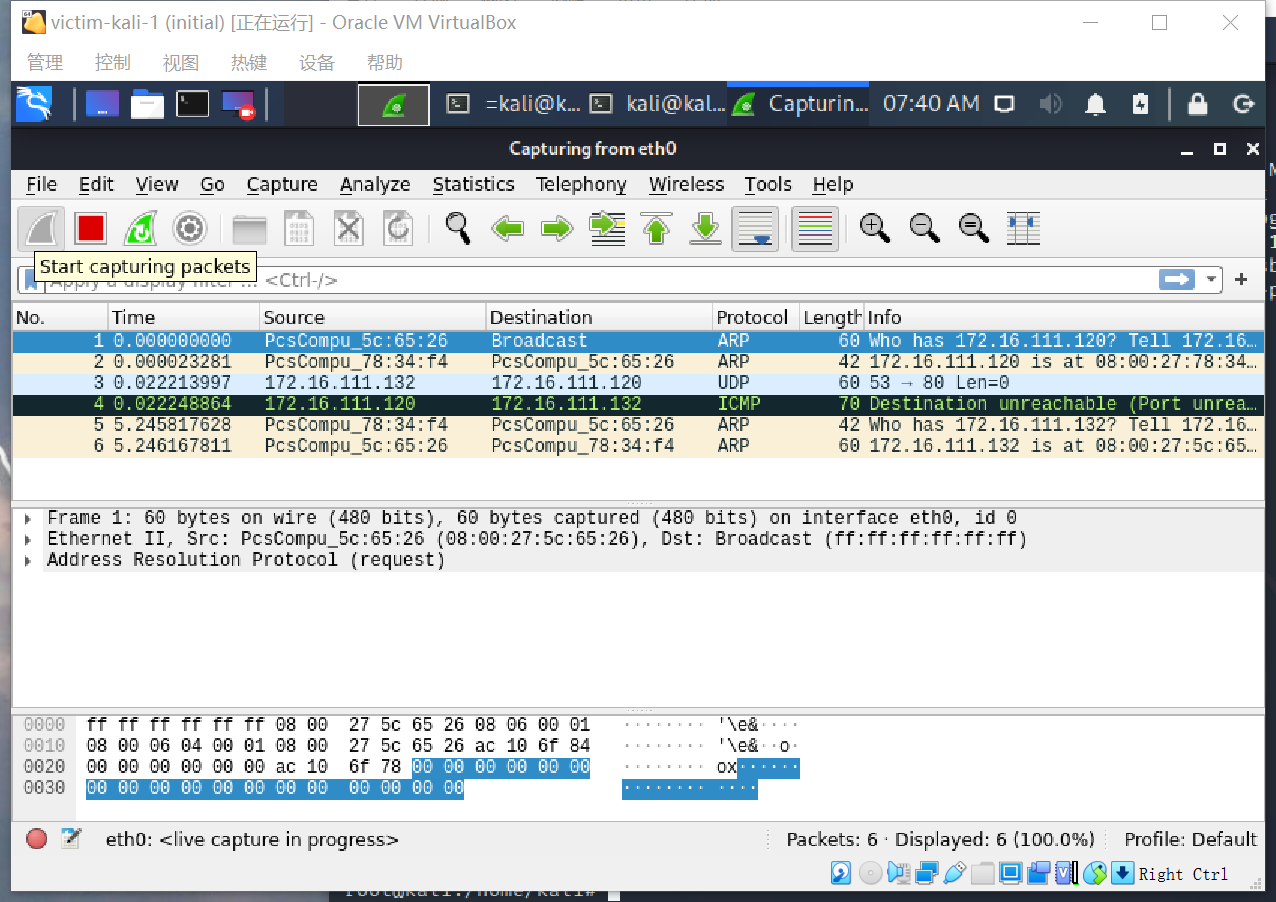 victim-kali-1 (initial) [正在运行] - Oracle VM VirtualBox
管理 控制 视图 热键 设备 帮助
=kali@k... kali@kal... Capturin... 07:40 AM
Capturing from eth0
File Edit View Go Capture Analyze Statistics Telephony Wireless Tools Help
Start capturing packets
Apply a display filter ... <Ctrl-/>
No. Time Source Destination Protocol Length Info
1 0.000000000 PcsCompu_5c:65:26 Broadcast ARP 60 Who has 172.16.111.120? Tell 172.16…
2 0.000023281 PcsCompu_78:34:f4 PcsCompu_5c:65:26 ARP 42 172.16.111.120 is at 08:00:27:78:34…
3 0.022213997 172.16.111.132 172.16.111.120 UDP 60 53 → 80 Len=0
4 0.022248864 172.16.111.120 172.16.111.132 ICMP 70 Destination unreachable (Port unrea…
5 5.245817628 PcsCompu_78:34:f4 PcsCompu_5c:65:26 ARP 42 Who has 172.16.111.132? Tell 172.16…
6 5.246167811 PcsCompu_5c:65:26 PcsCompu_78:34:f4 ARP 60 172.16.111.132 is at 08:00:27:5c:65…
Frame 1: 60 bytes on wire (480 bits), 60 bytes captured (480 bits) on interface eth0, id 0
Ethernet II, Src: PcsCompu_5c:65:26 (08:00:27:5c:65:26), Dst: Broadcast (ff:ff:ff:ff:ff:ff)
Address Resolution Protocol (request)
0000 ff ff ff ff ff ff 08 00 27 5c 65 26 08 06 00 01 ········ '\e&····
0010 08 00 06 04 00 01 08 00 27 5c 65 26 ac 10 6f 84 ········ '\e&··o·
0020 00 00 00 00 00 00 ac 10 6f 78 00 00 00 00 00 00 ········ ox······
0030 00 00 00 00 00 00 00 00 00 00 00 00 ········ ····
eth0: <live capture in progress> Packets: 6 · Displayed: 6 (100.0%) Profile: Default
Right Ctrl
root@kali:/home/kali#